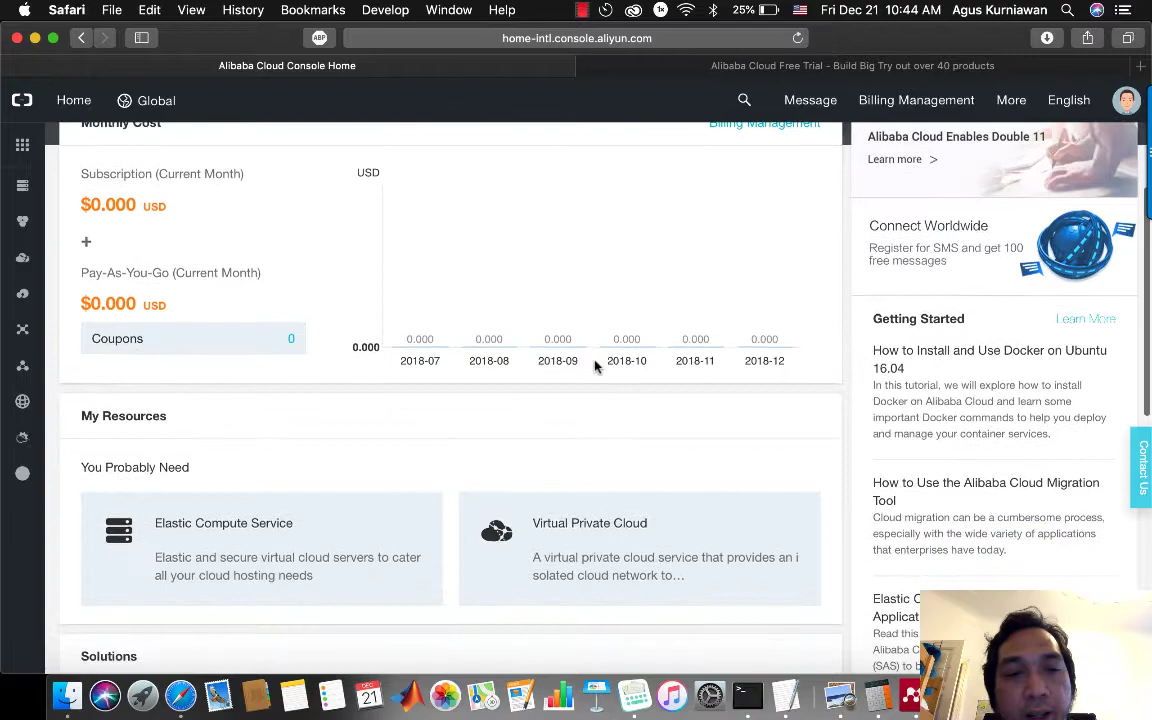 Safari File Edit View History Bookmarks Develop Window Help 1x 25% Fri Dec 21 10:44 AM Agus Kurniawan
ABP home-intl.console.aliyun.com
Alibaba Cloud Console Home Alibaba Cloud Free Trial - Build Big Try out over 40 products
Home Global Message Billing Management More English
Monthly Cost Billing Management
Subscription (Current Month)
$0.000 USD
+
Pay-As-You-Go (Current Month)
$0.000 USD
Coupons 0
USD
0.000 0.000 0.000 0.000 0.000 0.000
0.000
2018-07 2018-08 2018-09 2018-10 2018-11 2018-12
My Resources
You Probably Need
Elastic Compute Service
Elastic and secure virtual cloud servers to cater
all your cloud hosting needs
Virtual Private Cloud
A virtual private cloud service that provides an i
solated cloud network to…
Solutions
Alibaba Cloud Enables Double 11
Learn more >
Connect Worldwide
Register for SMS and get 100
free messages
Getting Started Learn More
How to Install and Use Docker on Ubuntu
16.04
In this tutorial, we will explore how to install
Docker on Alibaba Cloud and learn some
important Docker commands to help you deploy
and manage your container services.
How to Use the Alibaba Cloud Migration
Tool
Cloud migration can be a cumbersome process,
especially with the wide variety of applications
that enterprises have today.
Elastic
Applicat
Read this
Alibaba
(SAS) to
Contact Us
DEC
21